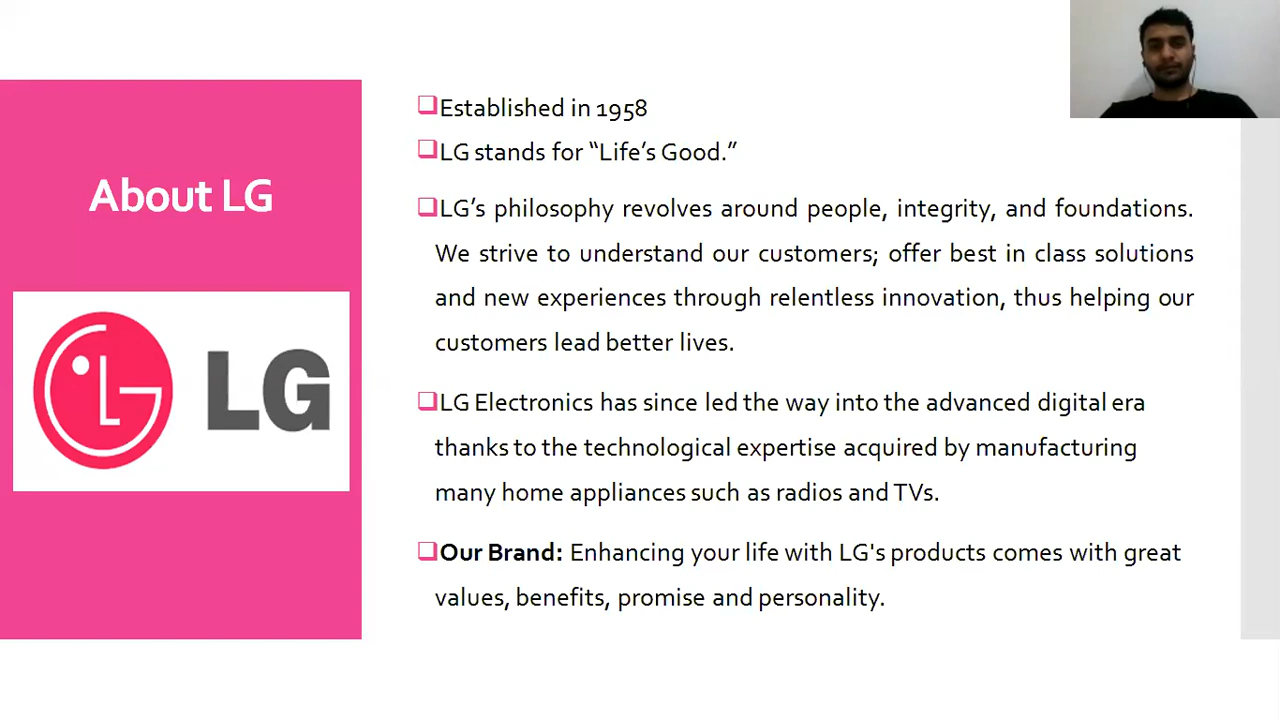 About LG
LG
Established in 1958
LG stands for “Life’s Good.”
LG’s philosophy revolves around people, integrity, and foundations.
We strive to understand our customers; offer best in class solutions
and new experiences through relentless innovation, thus helping our
customers lead better lives.
LG Electronics has since led the way into the advanced digital era
thanks to the technological expertise acquired by manufacturing
many home appliances such as radios and TVs.
Our Brand: Enhancing your life with LG's products comes with great
values, benefits, promise and personality.